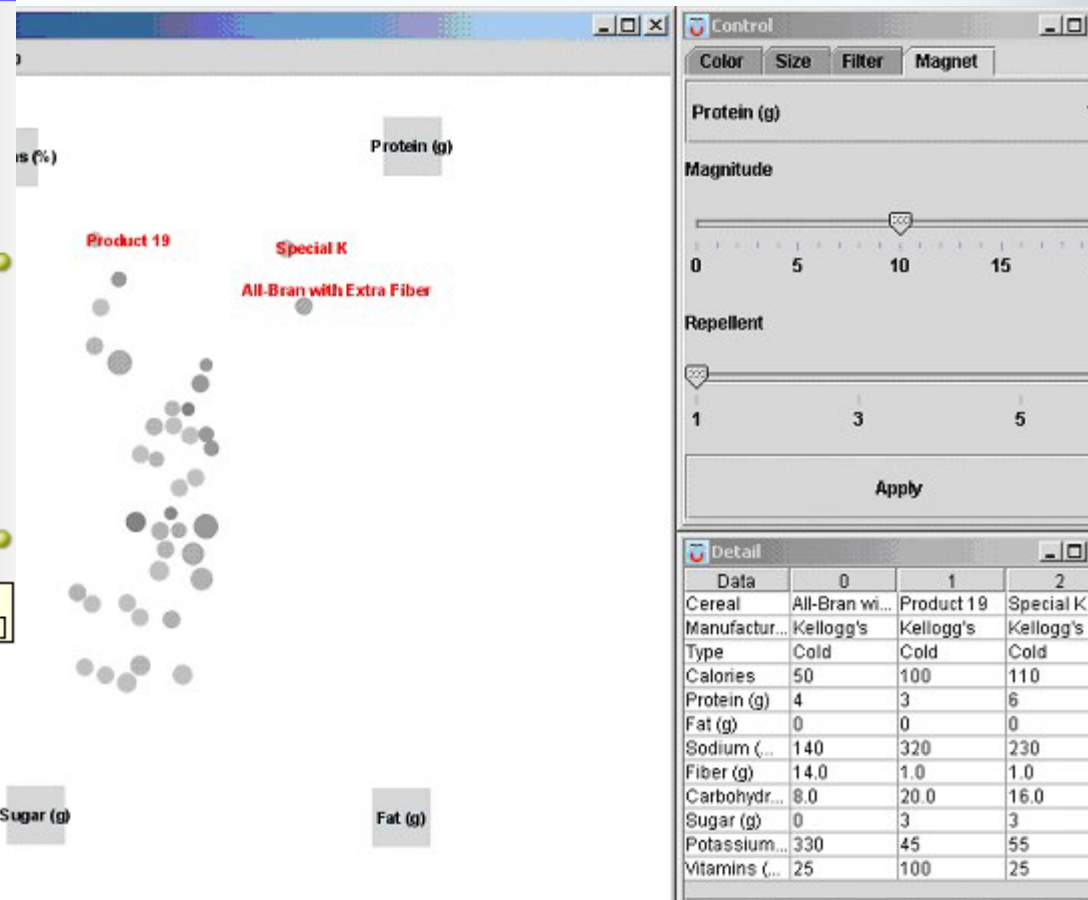 ns (%)
Protein (g)
Product 19
Special K
All-Bran with Extra Fiber
Sugar (g)
Fat (g)
Control
Color Size Filter Magnet
Protein (g)
Magnitude
0 5 10 15
Repellent
1 3 5
Apply
Detail
Data 0 1 2
Cereal All-Bran wi... Product 19 Special K
Manufactur... Kellogg's Kellogg's Kellogg's
Type Cold Cold Cold
Calories 50 100 110
Protein (g) 4 3 6
Fat (g) 0 0 0
Sodium (... 140 320 230
Fiber (g) 14.0 1.0 1.0
Carbohydr... 8.0 20.0 16.0
Sugar (g) 0 3 3
Potassium... 330 45 55
Vitamins (... 25 100 25